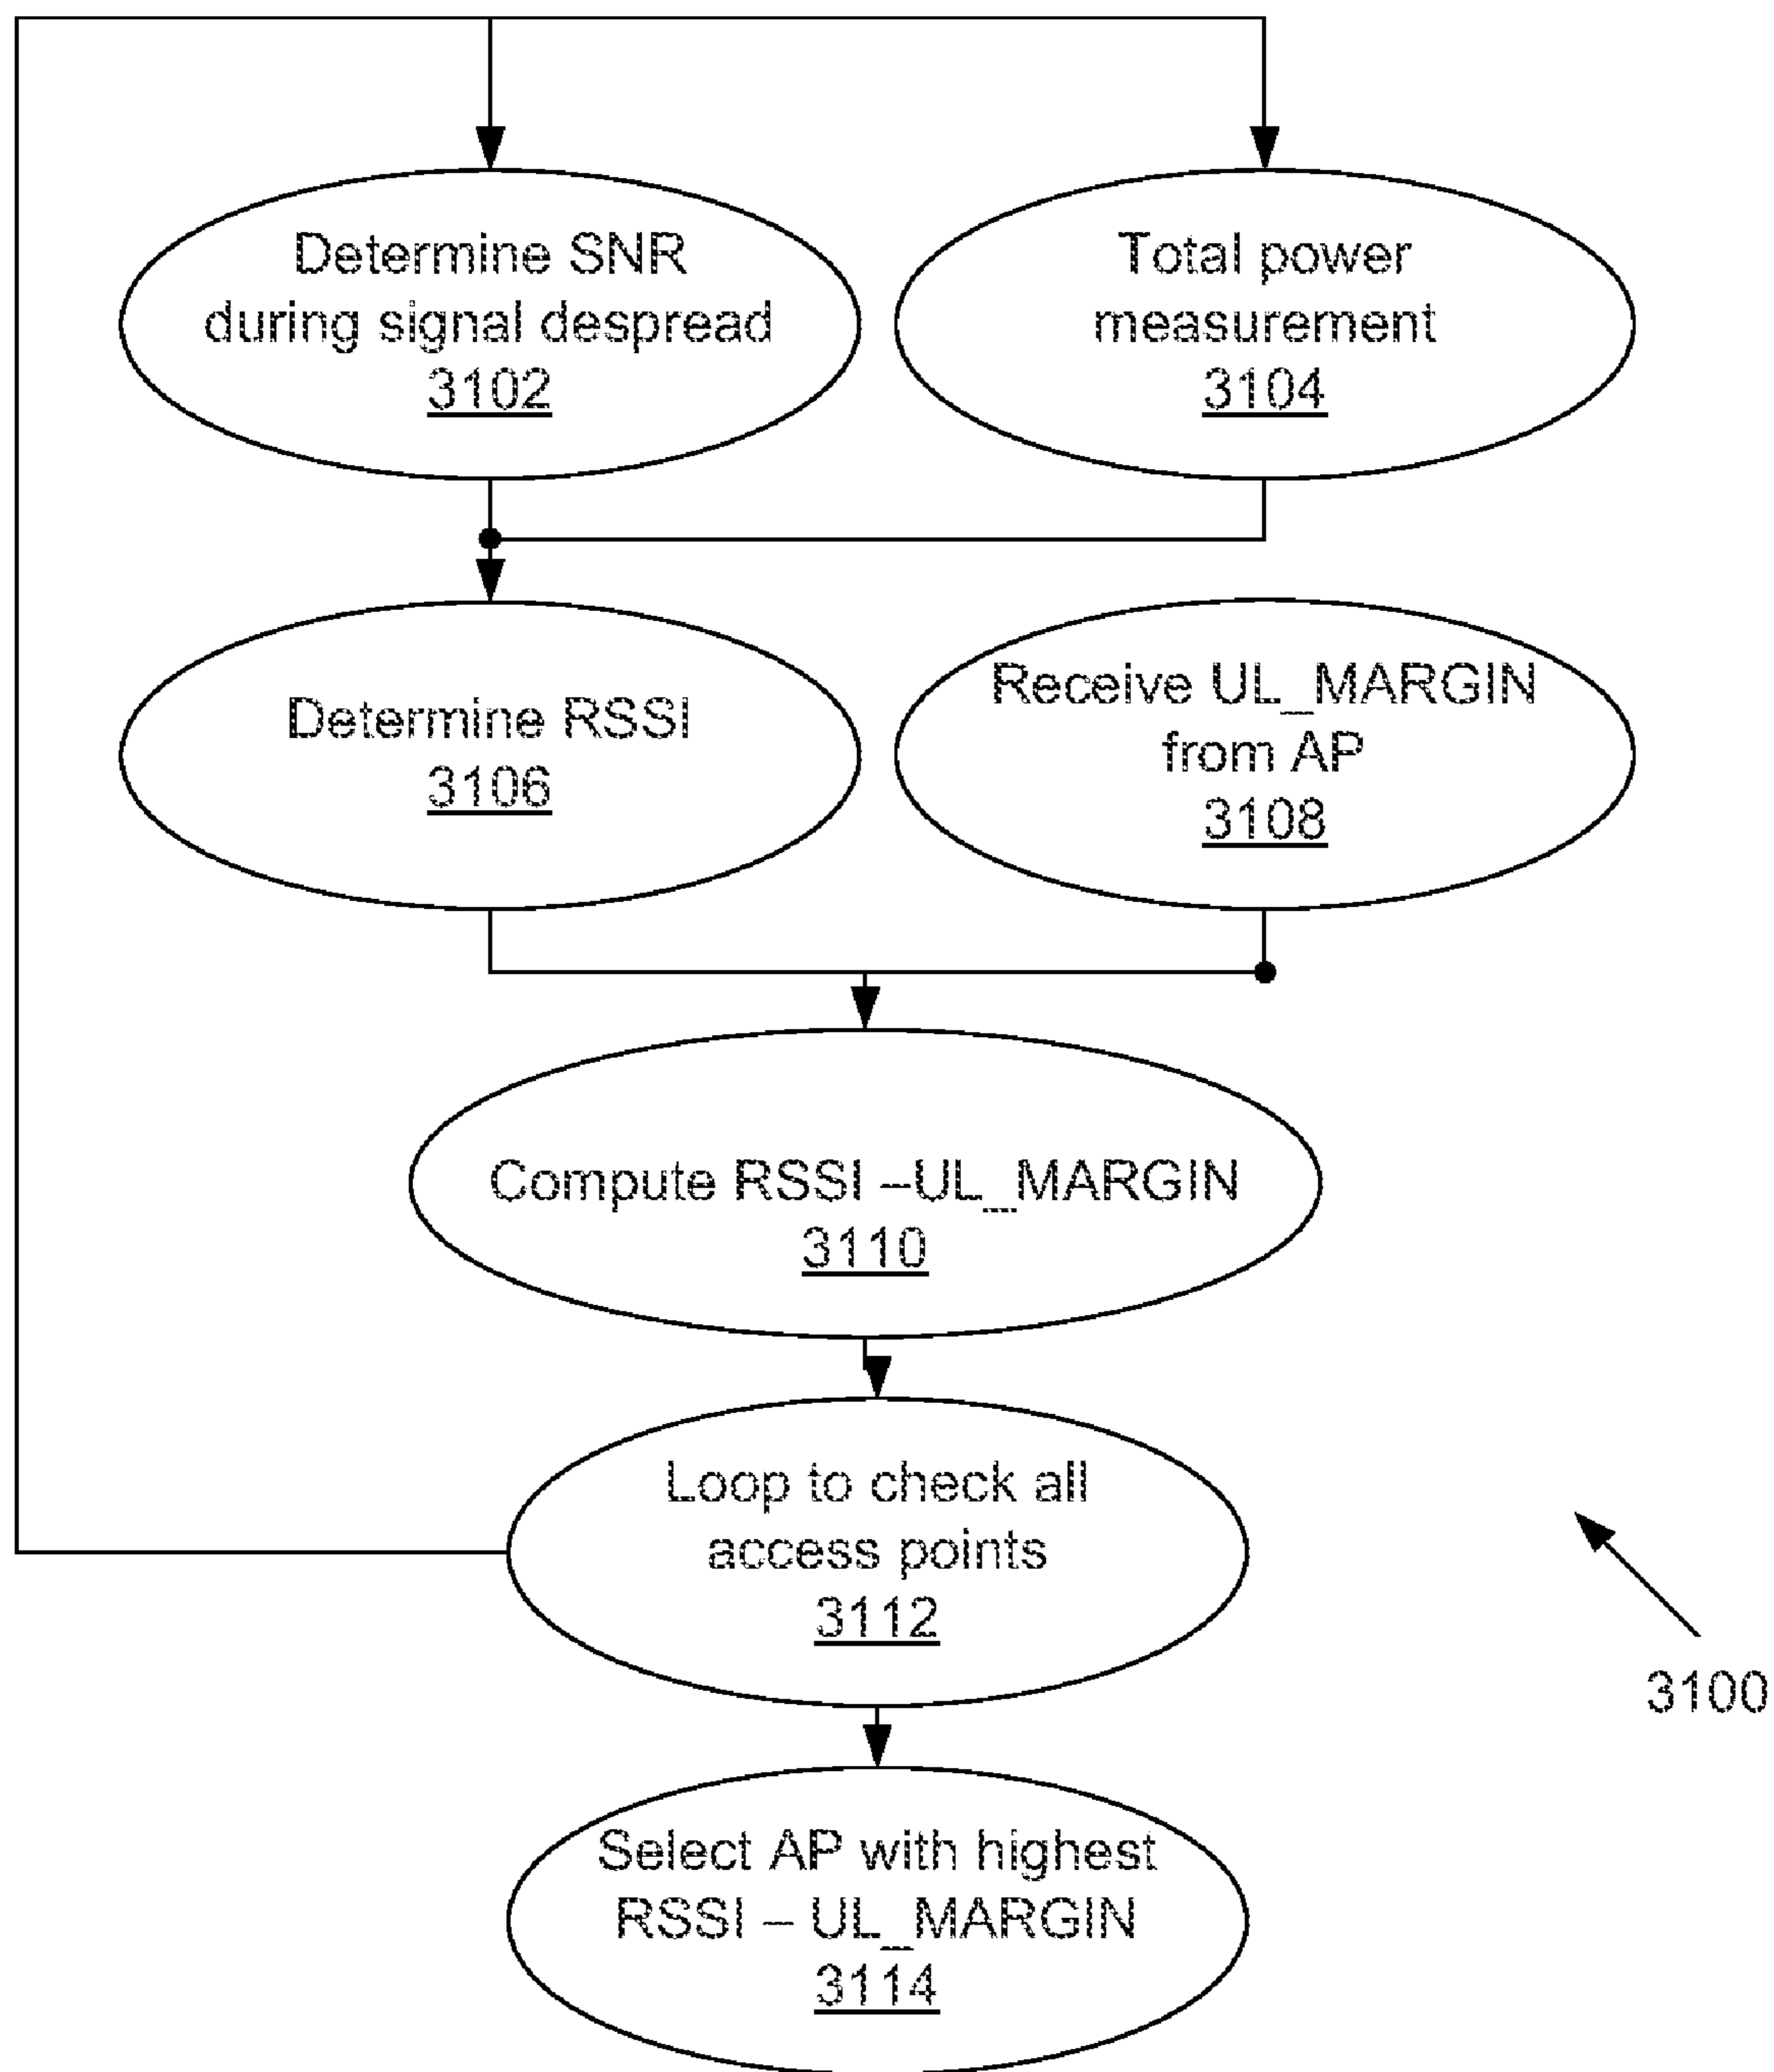 Determine SNR
during signal despread
3102
Total power
measurement
3104
Determine RSSI
3106
Receive UL_MARGIN
from AP
3108
Compute RSSI –UL_MARGIN
3110
Loop to check all
access points
3112
3100
Select AP with highest
RSSI – UL_MARGIN
3114